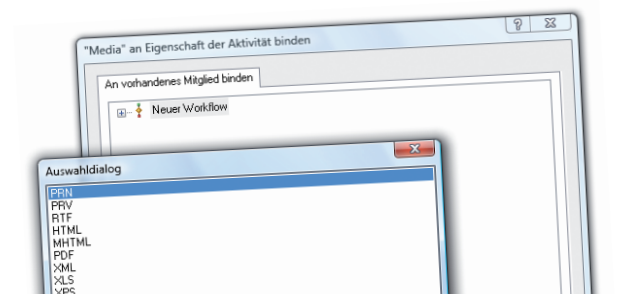 "Media" an Eigenschaft der Aktivität binden
An vorhandenes Mitglied binden
Neuer Workflow
Auswahldialog
PRN
PRV
RTF
HTML
MHTML
PDF
XML
XLS
XPS